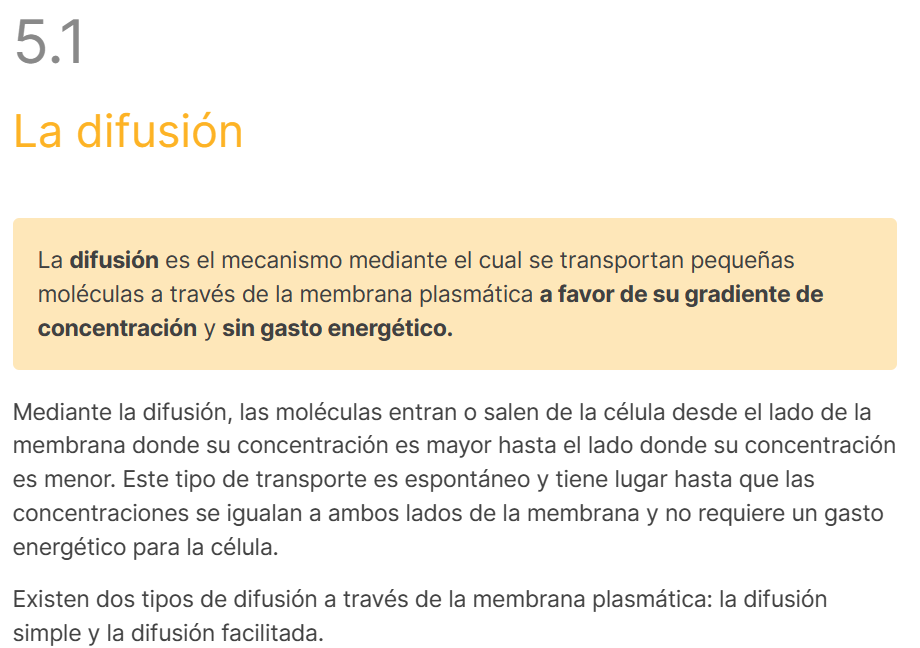 5.1
La difusión
La difusión es el mecanismo mediante el cual se transportan pequeñas
moléculas a través de la membrana plasmática a favor de su gradiente de
concentración y sin gasto energético.
Mediante la difusión, las moléculas entran o salen de la célula desde el lado de la
membrana donde su concentración es mayor hasta el lado donde su concentración
es menor. Este tipo de transporte es espontáneo y tiene lugar hasta que las
concentraciones se igualan a ambos lados de la membrana y no requiere un gasto
energético para la célula.
Existen dos tipos de difusión a través de la membrana plasmática: la difusión
simple y la difusión facilitada.